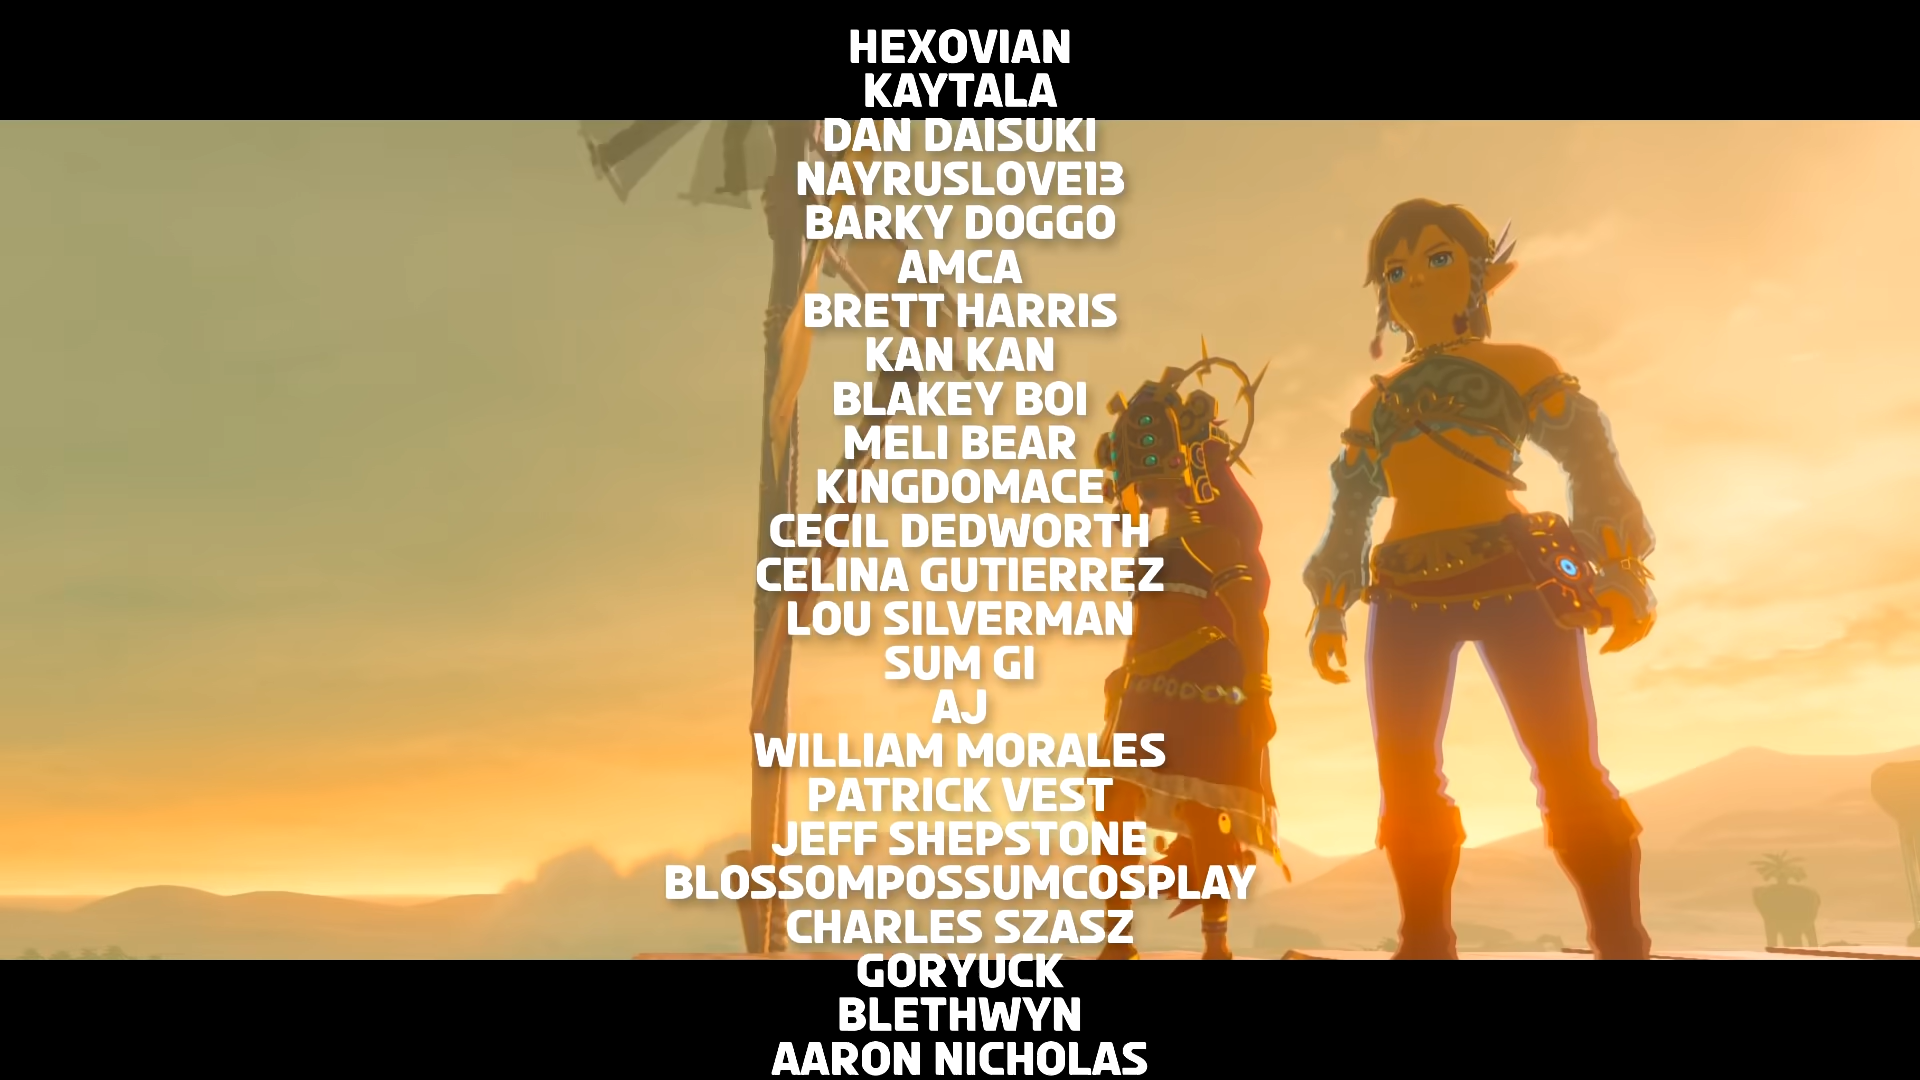 HEXOVIAN
KAYTALA
DAN DAISUKI
NAYRUSLOVE13
BARKY DOGGO
AMCA
BRETT HARRIS
KAN KAN
BLAKEY BOI
MELI BEAR
KINGDOMACE
CECIL DEDWORTH
CELINA GUTIERREZ
LOU SILVERMAN
SUM GI
AJ
WILLIAM MORALES
PATRICK VEST
JEFF SHEPSTONE
BLOSSOMPOSSUMCOSPLAY
CHARLES SZASZ
GORYUCK
BLETHWYN
AARON NICHOLAS